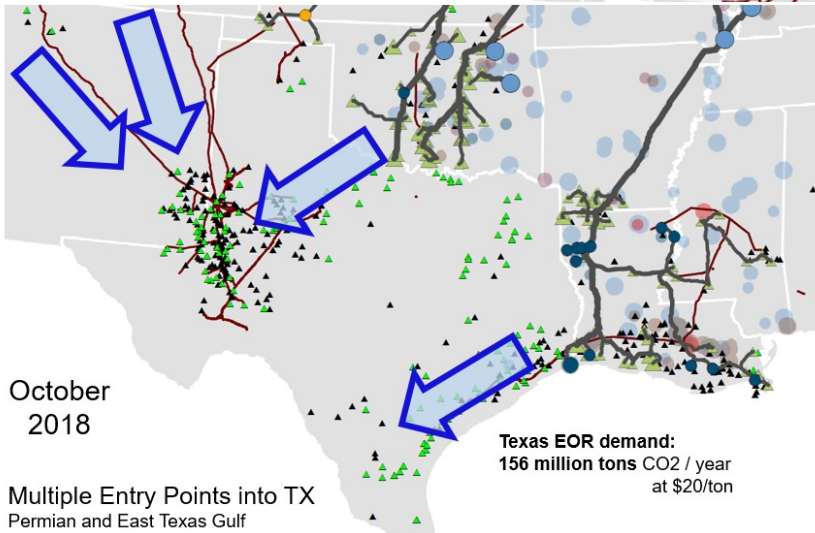 October
2018
Texas EOR demand:
156 million tons CO2 / year
at $20/ton
Multiple Entry Points into TX
Permian and East Texas Gulf